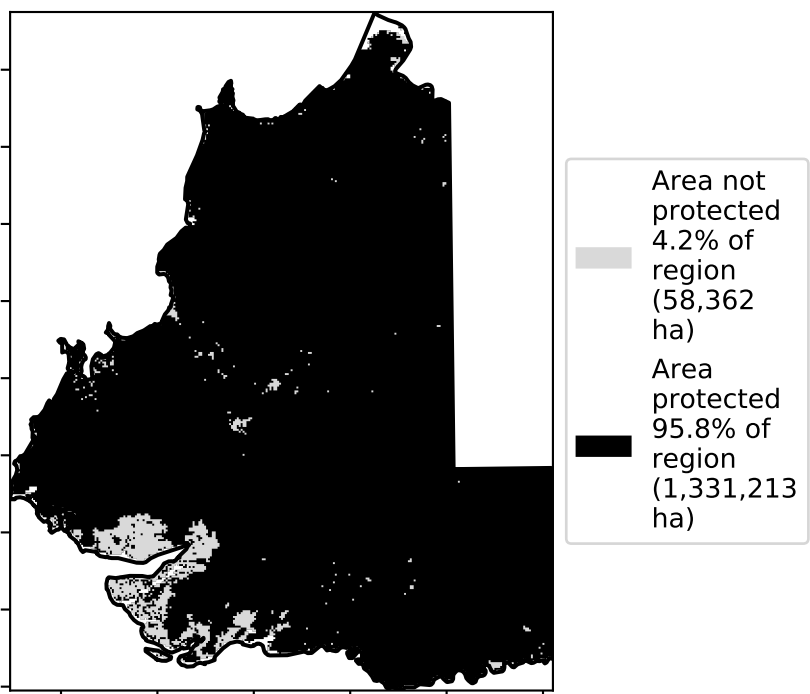 Area not
protected
4.2% of
region
(58,362
ha)
Area
protected
95.8% of
region
(1,331,213
ha)